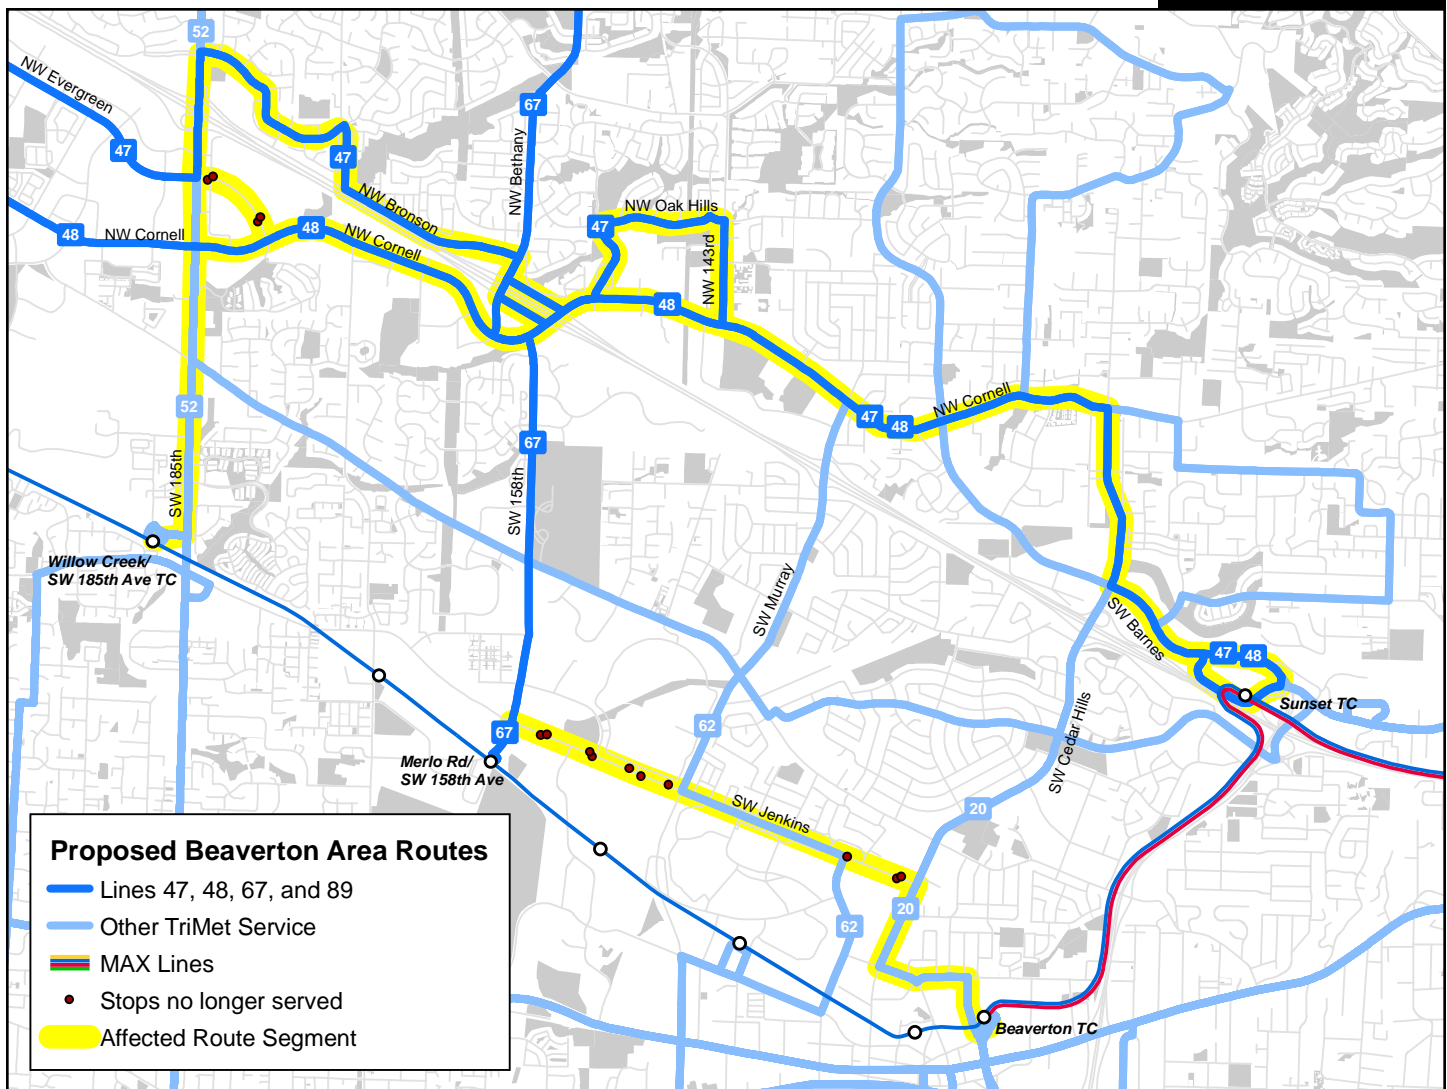 52
NW Evergreen
67
47
47
NW Bethany
NW Bronson
NW Oak Hills
47
48
NW Cornell
48
NW Cornell
NW 143rd
48
52
NW Cornell
47
48
67
SW 185th
SW 158th
Willow Creek/
SW 185th Ave TC
SW Murray
SW Barnes
47
48
Sunset TC
SW Cedar Hills
62
67
Merlo Rd/
SW 158th Ave
SW Jenkins
20
20
62
Beaverton TC
Proposed Beaverton Area Routes
Lines 47, 48, 67, and 89
Other TriMet Service
MAX Lines
Stops no longer served
Affected Route Segment